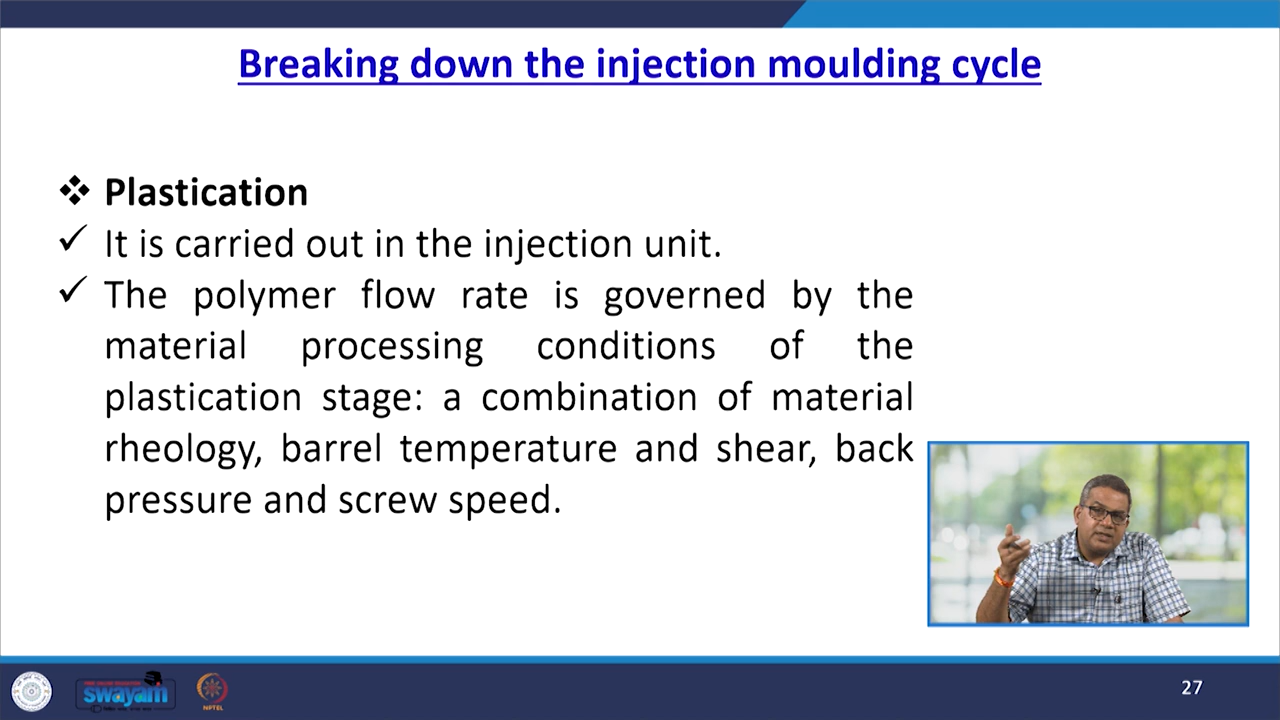 Breaking down the injection moulding cycle
❖ Plastication
✓ It is carried out in the injection unit.
✓ The polymer flow rate is governed by the
material processing conditions of the
plastication stage: a combination of material
rheology, barrel temperature and shear, back
pressure and screw speed.
swayam
NPTEL
27